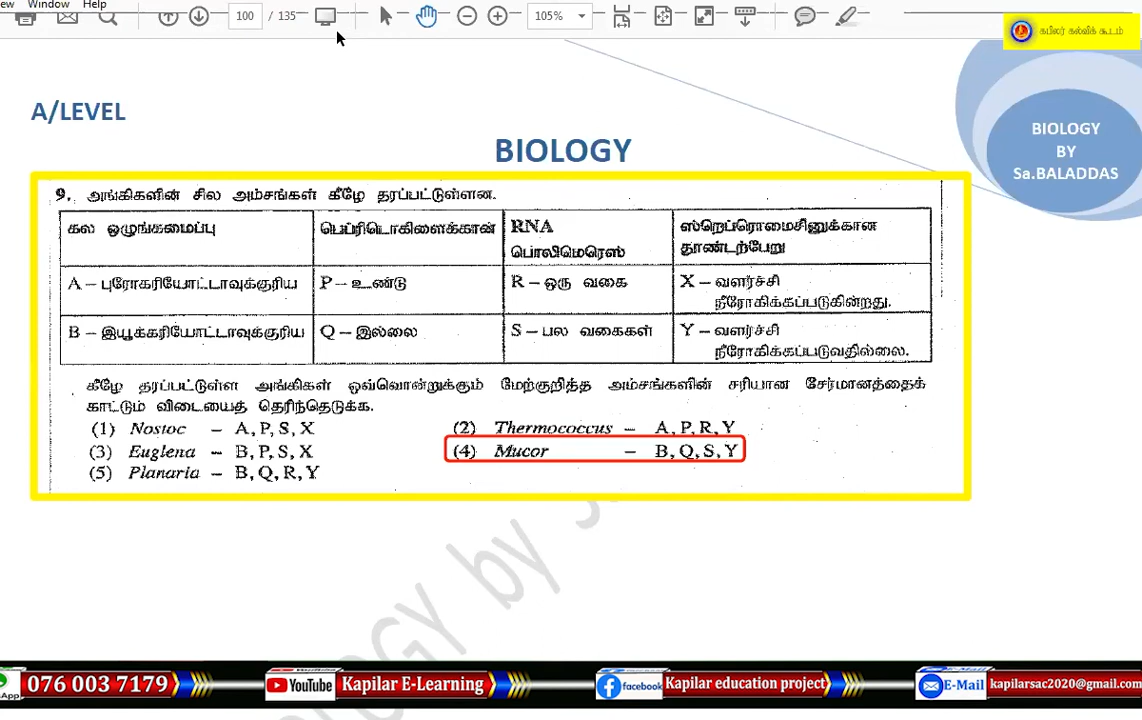 Window Help
100 / 135
105%
கபிலர் கல்விக் கூடம்
A/LEVEL
BIOLOGY
BY
Sa.BALADDAS
BIOLOGY
9. அங்கிகளின் சில அம்சங்கள் கீழே தரப்பட்டுள்ளன.
கல ஒழுங்கமைப்பு
பெப்ரிடொகிளைக்கான்
RNA
பொலிமெரெஸ்
ஸ்றெப்ரொமைசினுக்கான
தூண்டற்பேறு
A – புரோகரியோட்டாவுக்குரிய
P – உண்டு
R – ஒரு வகை
X – வளர்ச்சி
நீரோகிக்கப்படுகின்றது.
B – இயூக்கரியோட்டாவுக்குரிய
Q – இல்லை
S – பல வகைகள்
Y – வளர்ச்சி
நீரோகிக்கப்படுவதில்லை.
கீழே தரப்பட்டுள்ள அங்கிகள் ஒவ்வொன்றுக்கும் மேற்குறித்த அம்சங்களின் சரியான சேர்மானத்தைக்
காட்டும் விடையைத் தெரிந்தெடுக்க.
(1) Nostoc – A, P, S, X
(2) Thermococcus – A, P, R, Y
(3) Euglena – B, P, S, X
(4) Mucor – B, Q, S, Y
(5) Planaria – B, Q, R, Y
076 003 7179
YouTube Kapilar E-Learning
facebook Kapilar education project
E-Mail kapilarsac2020@gmail.com